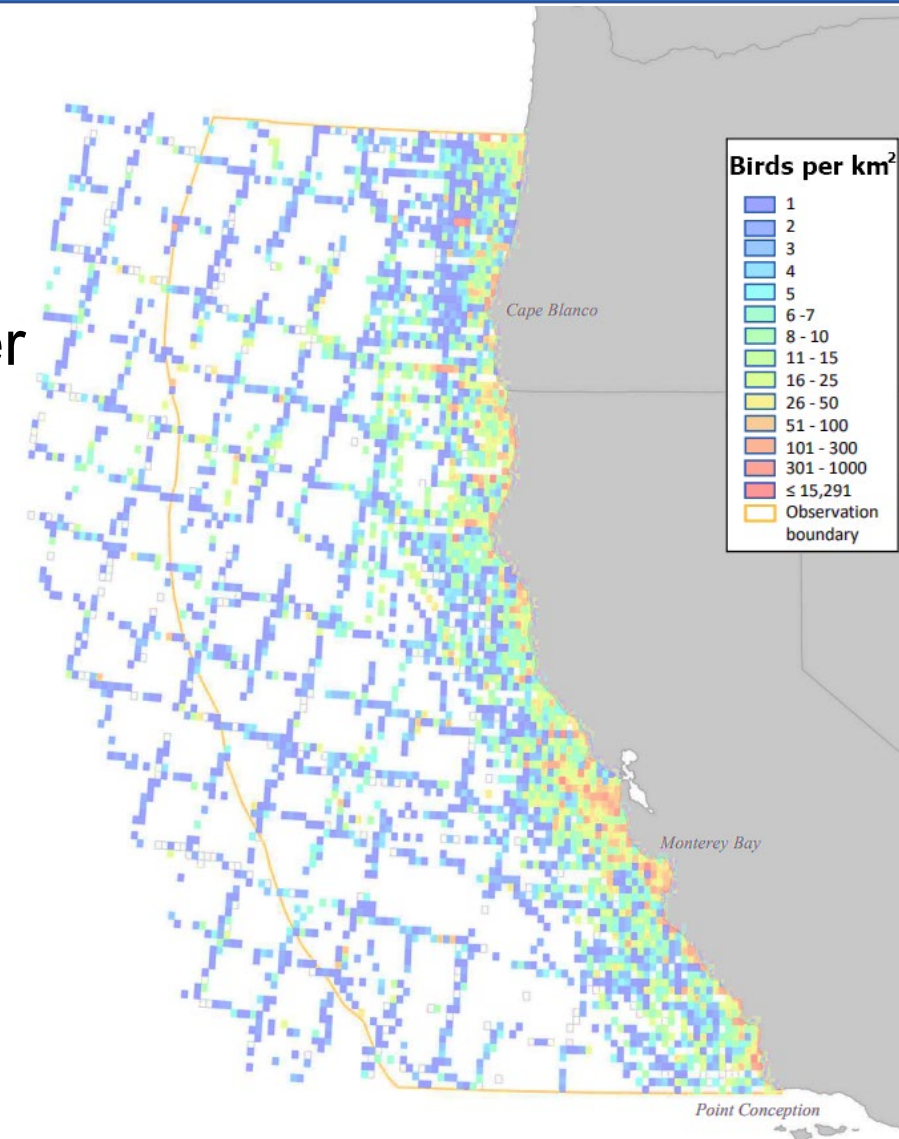 er
Birds per km²
1
2
3
4
5
6 -7
8 - 10
11 - 15
16 - 25
26 - 50
51 - 100
101 - 300
301 - 1000
≤ 15,291
Observation
boundary
Cape Blanco
Monterey Bay
Point Conception